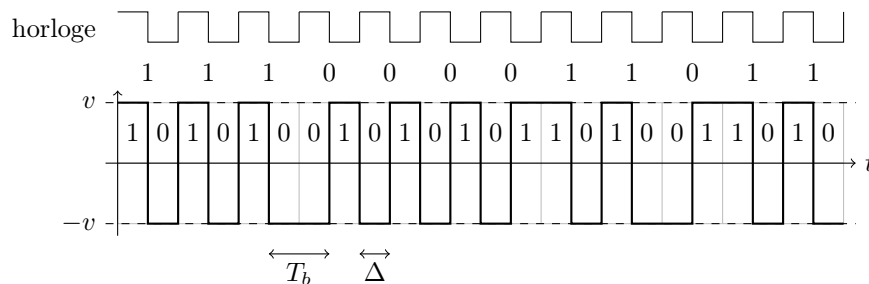 horloge
1 1 1 0 0 0 0 1 1 0 1 1
v
1 0 1 0 1 0 0 1 0 1 0 1 0 1 1 0 1 0 0 1 1 0 1 0
t
−v
T_b Δ